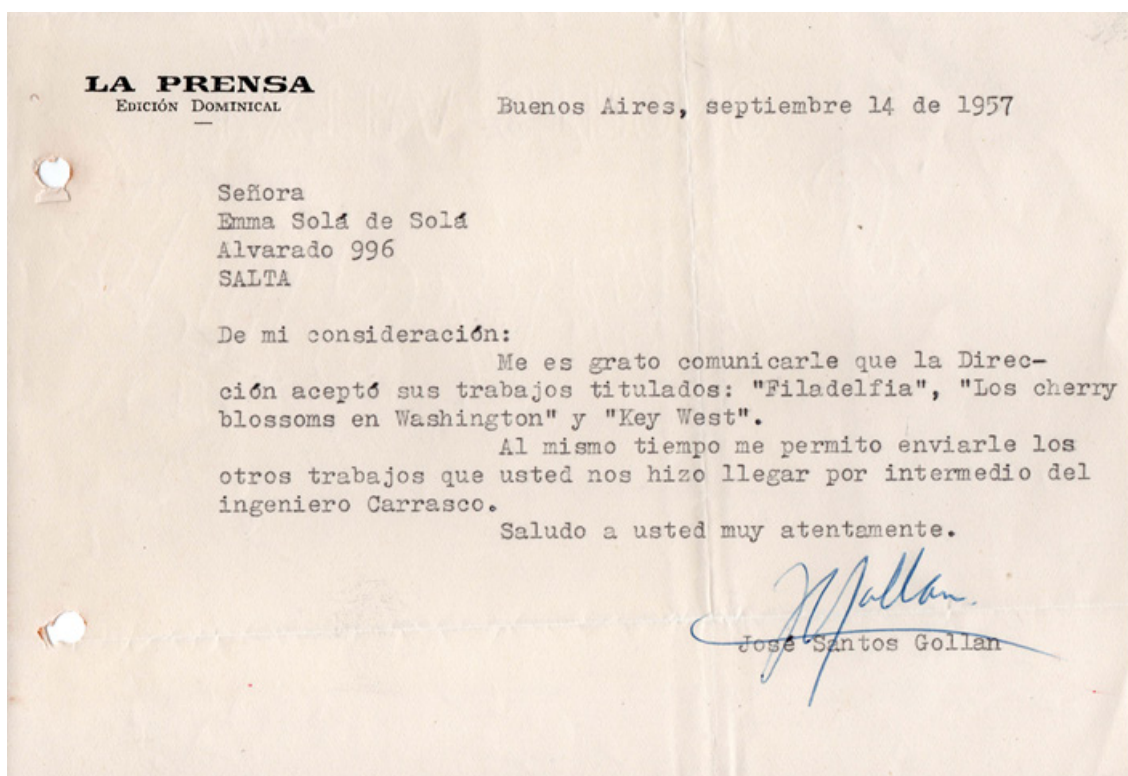 LA PRENSA
EDICIÓN DOMINICAL
Buenos Aires, septiembre 14 de 1957
Señora
Emma Solá de Solá
Alvarado 996
SALTA
De mi consideración:
Me es grato comunicarle que la Direc-
ción aceptó sus trabajos titulados: "Filadelfia", "Los cherry
blossoms en Washington" y "Key West".
Al mismo tiempo me permito enviarle los
otros trabajos que usted nos hizo llegar por intermedio del
ingeniero Carrasco.
Saludo a usted muy atentamente.
José Santos Gollan